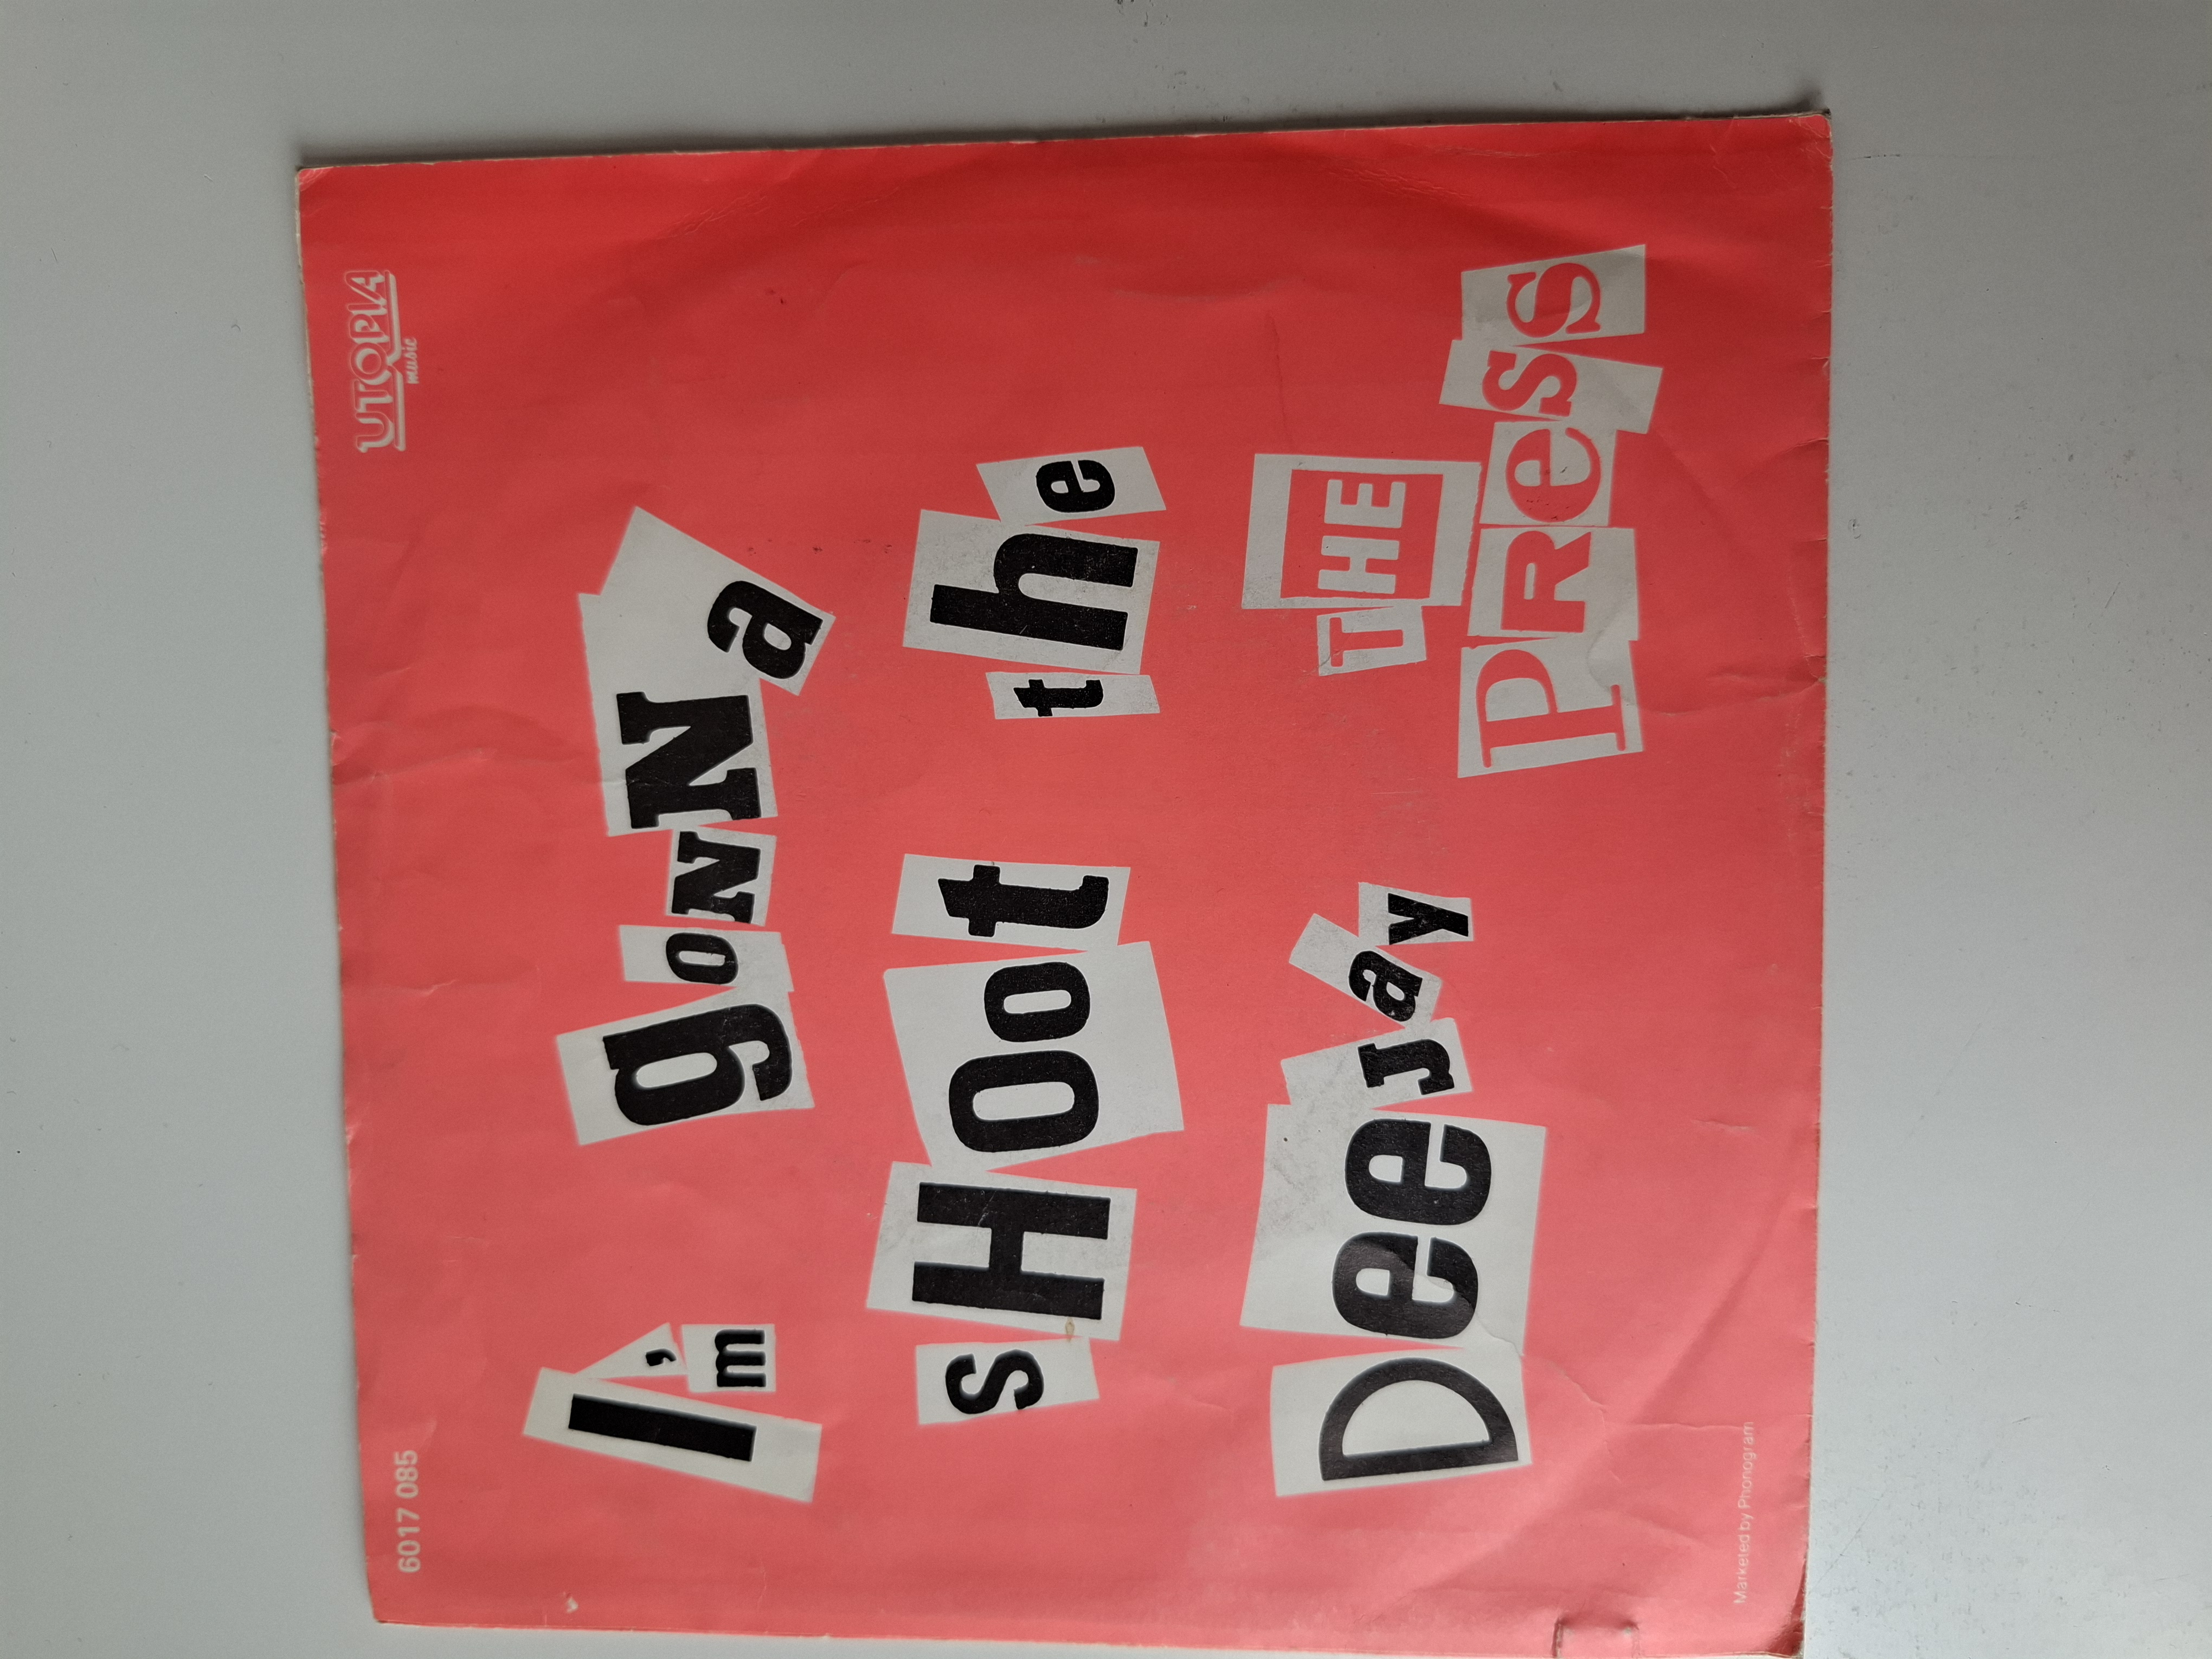 6017 085
UTOPIA
music
I'm goNNa
sHoot the
DeeJay THE
PRess
Marketed by Phonogram